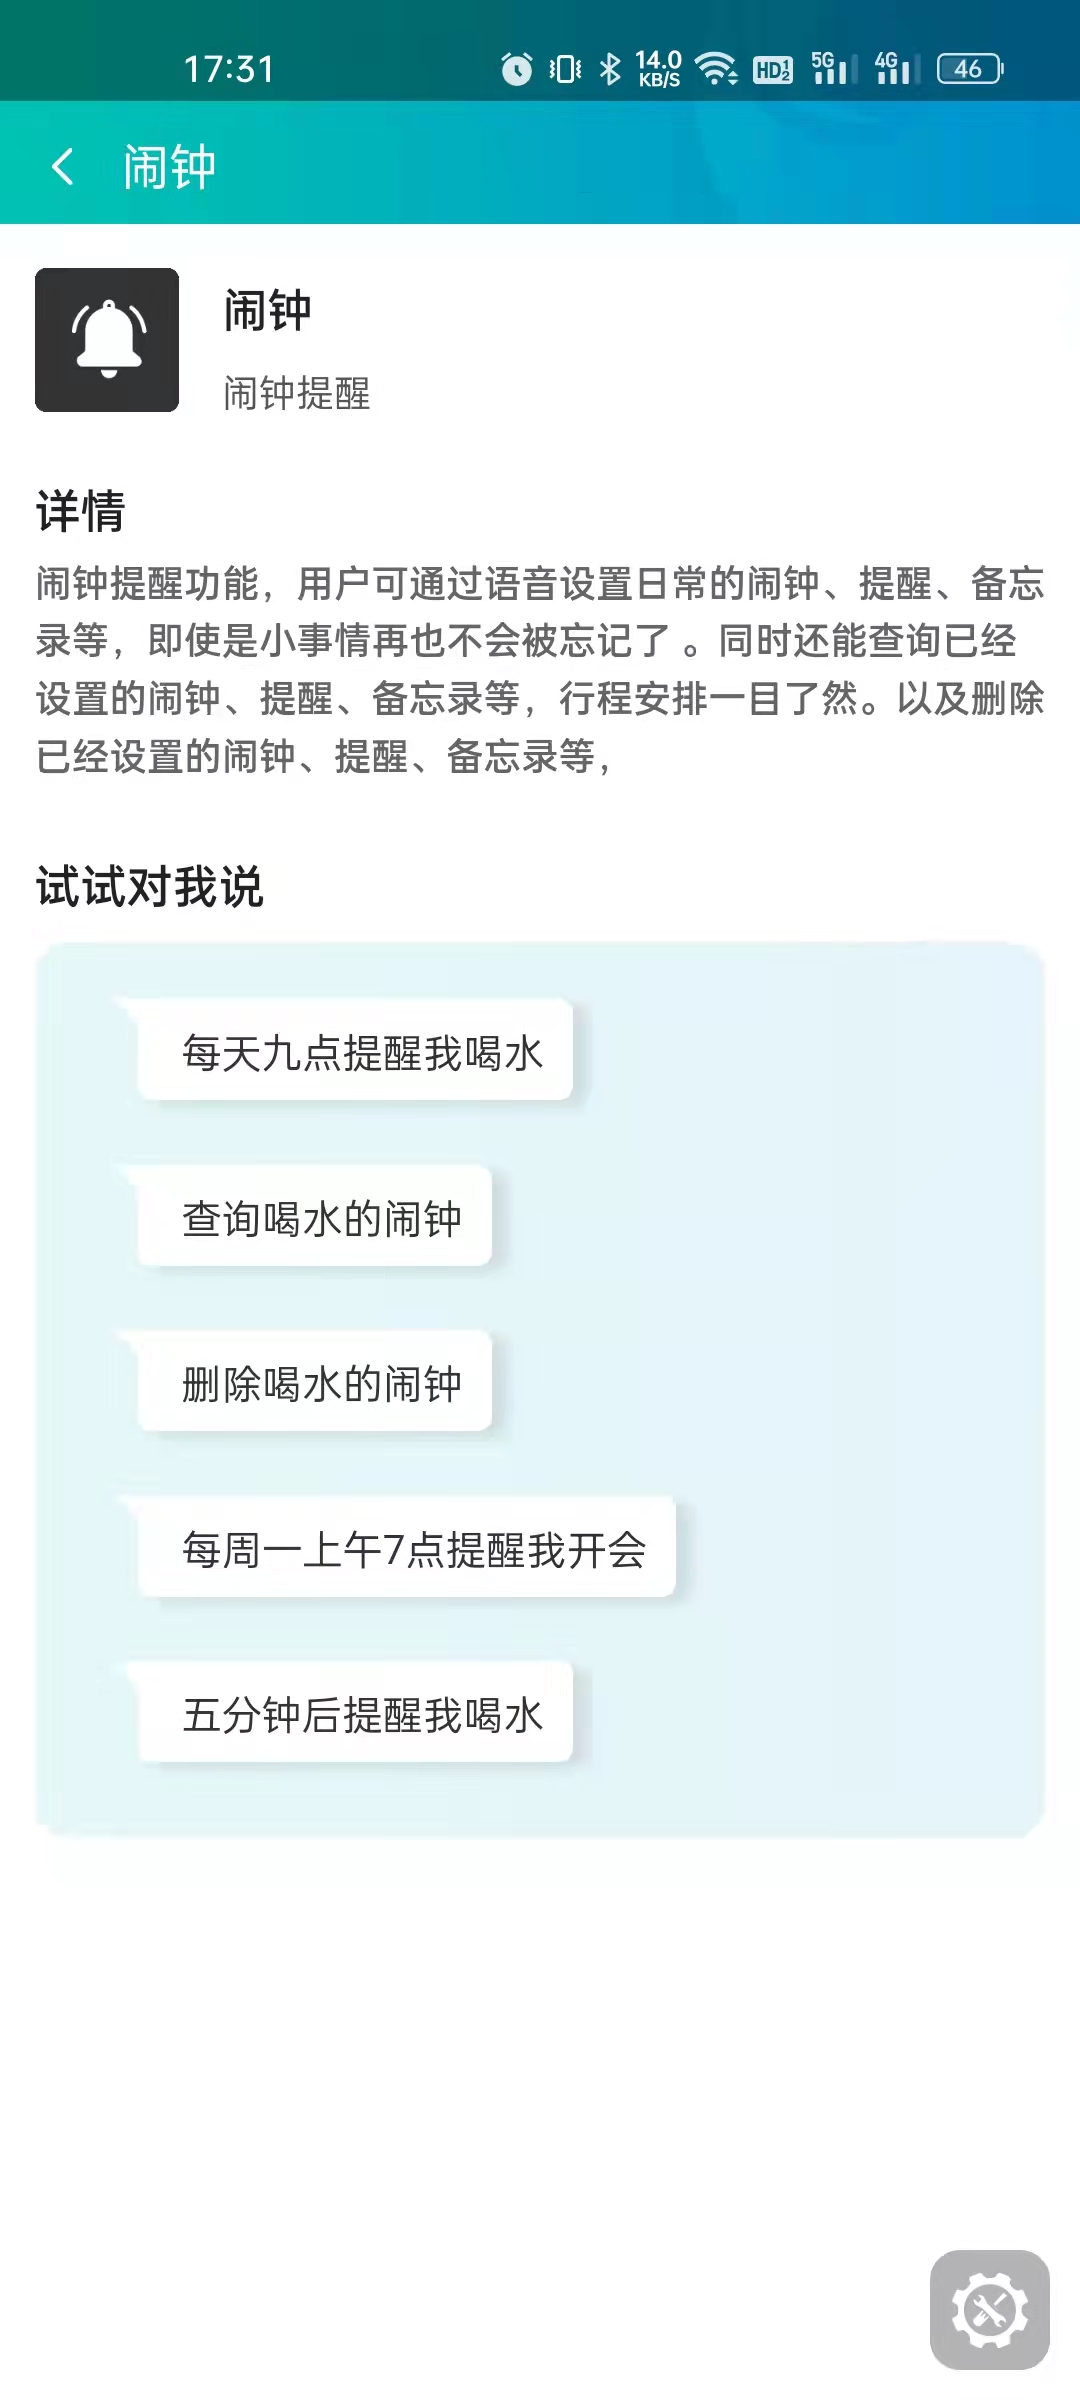 17:31
14.0
KB/S
HD
1
2
5G
4G
46
闹钟
闹钟
闹钟提醒
详情
闹钟提醒功能，用户可通过语音设置日常的闹钟、提醒、备忘
录等，即使是小事情再也不会被忘记了 。同时还能查询已经
设置的闹钟、提醒、备忘录等，行程安排一目了然。以及删除
已经设置的闹钟、提醒、备忘录等，
试试对我说
每天九点提醒我喝水
查询喝水的闹钟
删除喝水的闹钟
每周一上午7点提醒我开会
五分钟后提醒我喝水